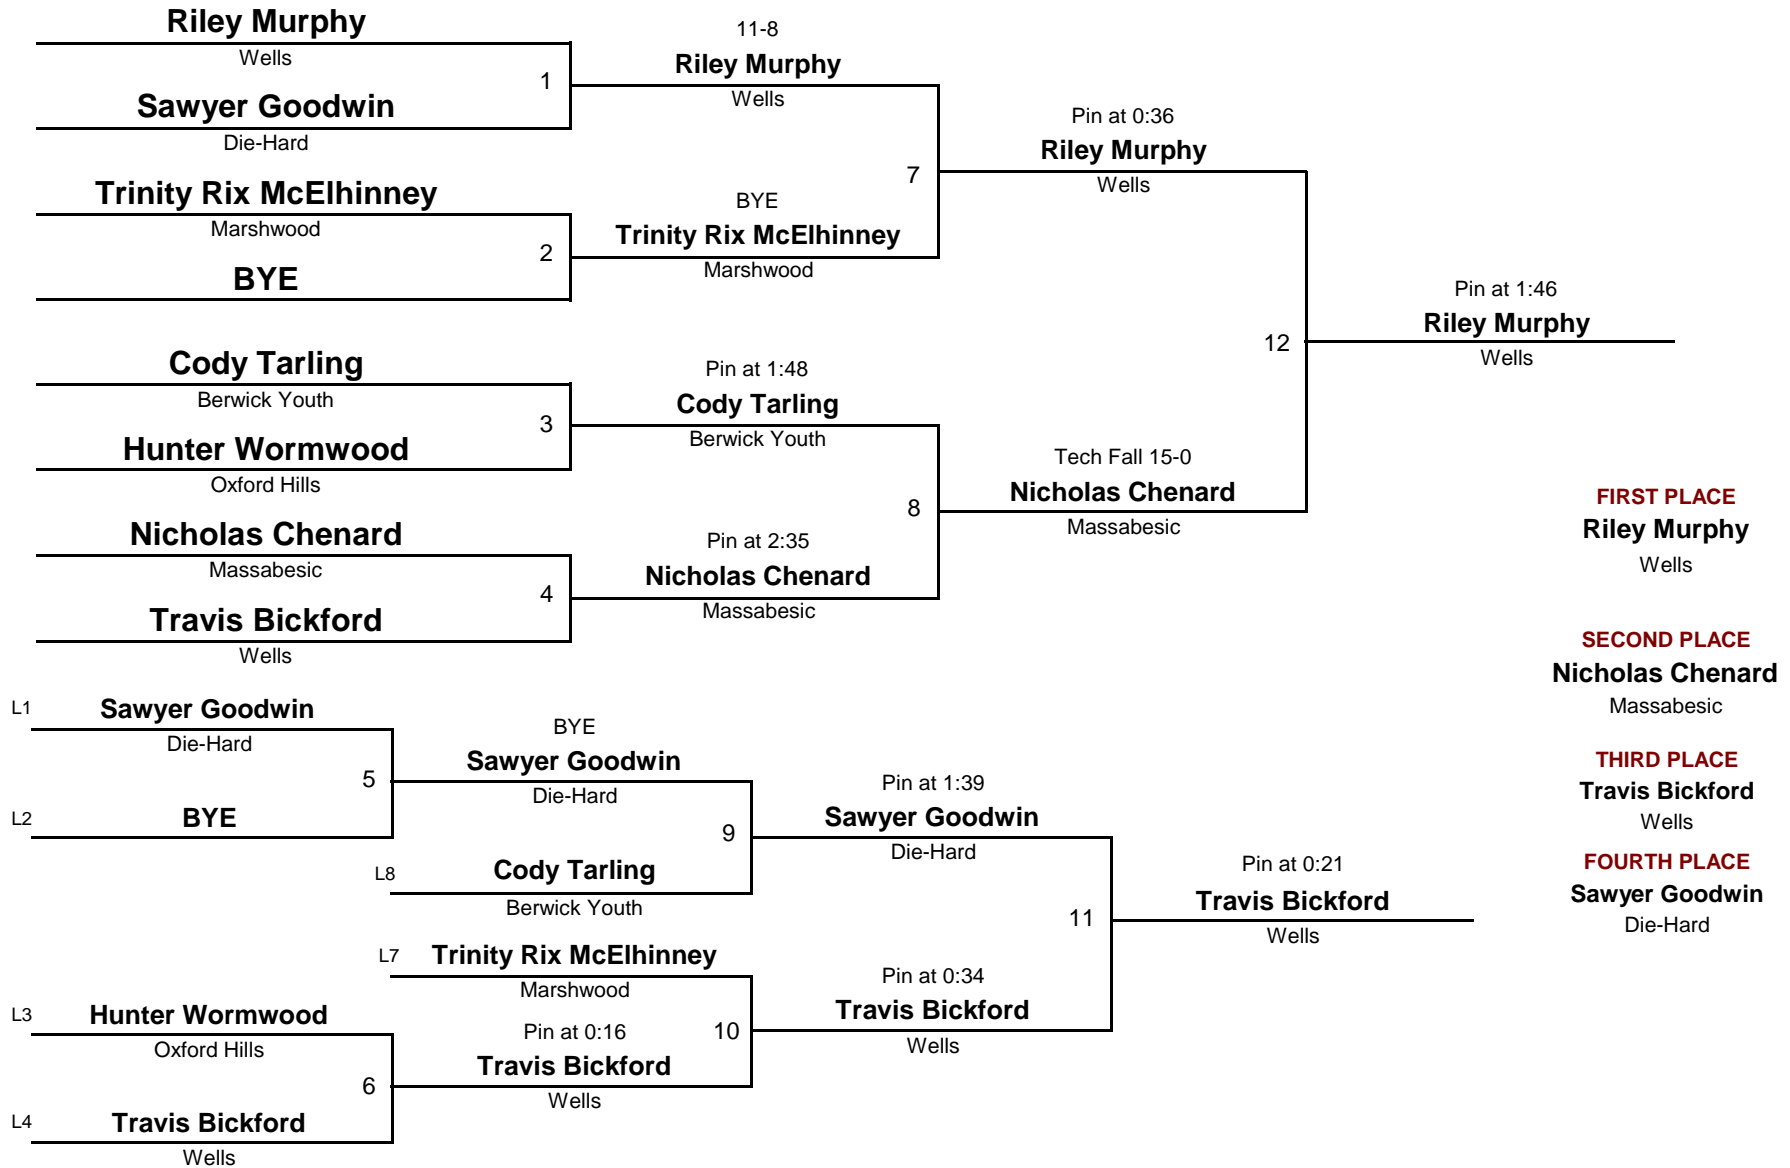 Riley Murphy
Wells
1
Sawyer Goodwin
Die-Hard
Trinity Rix McElhinney
Marshwood
2
BYE
Cody Tarling
Berwick Youth
3
Hunter Wormwood
Oxford Hills
Nicholas Chenard
Massabesic
4
Travis Bickford
Wells
11-8
Riley Murphy
Wells
7
BYE
Trinity Rix McElhinney
Marshwood
Pin at 1:48
Cody Tarling
Berwick Youth
8
Pin at 2:35
Nicholas Chenard
Massabesic
Pin at 0:36
Riley Murphy
Wells
12
Tech Fall 15-0
Nicholas Chenard
Massabesic
Pin at 1:46
Riley Murphy
Wells
FIRST PLACE
Riley Murphy
Wells
SECOND PLACE
Nicholas Chenard
Massabesic
THIRD PLACE
Travis Bickford
Wells
FOURTH PLACE
Sawyer Goodwin
Die-Hard
L1 Sawyer Goodwin
Die-Hard
5
L2 BYE
L3 Hunter Wormwood
Oxford Hills
6
L4 Travis Bickford
Wells
BYE
Sawyer Goodwin
Die-Hard
9
L8 Cody Tarling
Berwick Youth
L7 Trinity Rix McElhinney
Marshwood
10
Pin at 0:16
Travis Bickford
Wells
Pin at 1:39
Sawyer Goodwin
Die-Hard
11
Pin at 0:34
Travis Bickford
Wells
Pin at 0:21
Travis Bickford
Wells